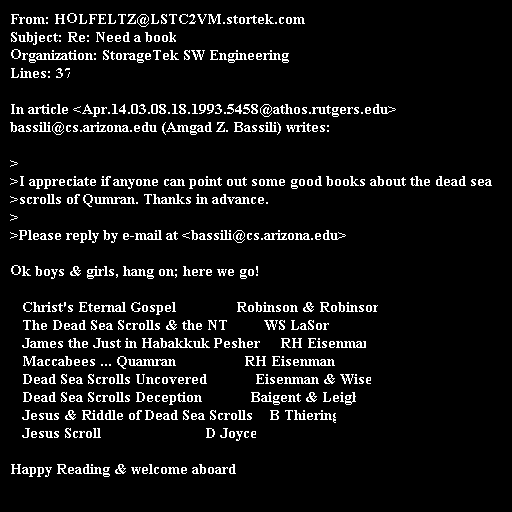 From: HOLFELTZ@LSTC2VM.stortek.com
Subject: Re: Need a book
Organization: StorageTek SW Engineering
Lines: 37

In article <Apr.14.03.08.18.1993.5458@athos.rutgers.edu>
bassili@cs.arizona.edu (Amgad Z. Bassili) writes:

>
>I appreciate if anyone can point out some good books about the dead sea
>scrolls of Qumran. Thanks in advance.
>
>Please reply by e-mail at <bassili@cs.arizona.edu>

Ok boys & girls, hang on; here we go!

Christ's Eternal Gospel Robinson & Robinson
The Dead Sea Scrolls & the NT WS LaSor
James the Just in Habakkuk Pesher RH Eisenman
Maccabees ... Quamran RH Eisenman
Dead Sea Scrolls Uncovered Eisenman & Wise
Dead Sea Scrolls Deception Baigent & Leigh
Jesus & Riddle of Dead Sea Scrolls B Thiering
Jesus Scroll D Joyce

Happy Reading & welcome aboard